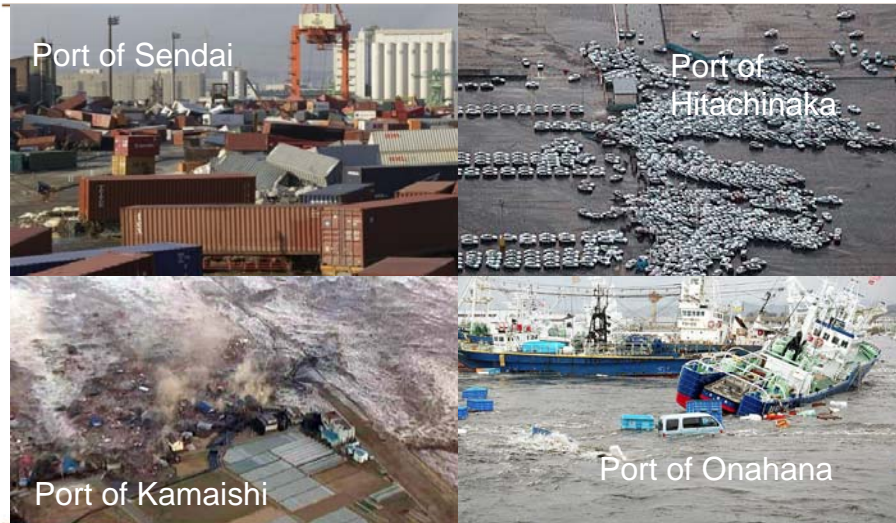 Port of Sendai
Port of
Hitachinaka
Port of Kamaishi
Port of Onahana